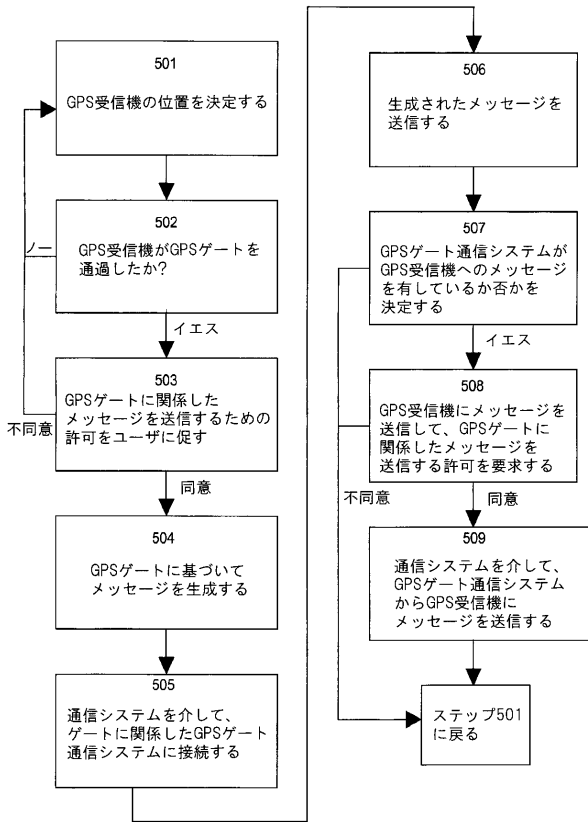 501
GPS受信機の位置を決定する
502
GPS受信機がGPSゲートを
通過したか?
ノー
イエス
503
GPSゲートに関係した
メッセージを送信するための
許可をユーザに促す
不同意
同意
504
GPSゲートに基づいて
メッセージを生成する
505
通信システムを介して、
ゲートに関係したGPSゲート
通信システムに接続する
506
生成されたメッセージを
送信する
507
GPSゲート通信システムが
GPS受信機へのメッセージ
を有しているか否かを
決定する
イエス
508
GPS受信機にメッセージを
送信して、GPSゲートに
関係したメッセージを
送信する許可を要求する
不同意
同意
509
通信システムを介して、
GPSゲート通信システム
からGPS受信機に
メッセージを送信する
ステップ501
に戻る